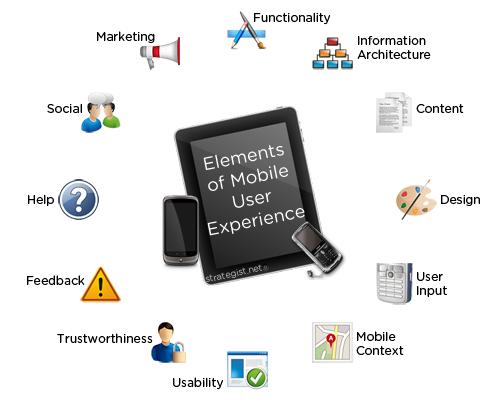 Functionality
Marketing
Information
Architecture
Social
Content
Elements
of Mobile
User
Experience
Help
Design
Feedback
User
Input
strategist.net
Trustworthiness
Mobile
Context
A
Usability